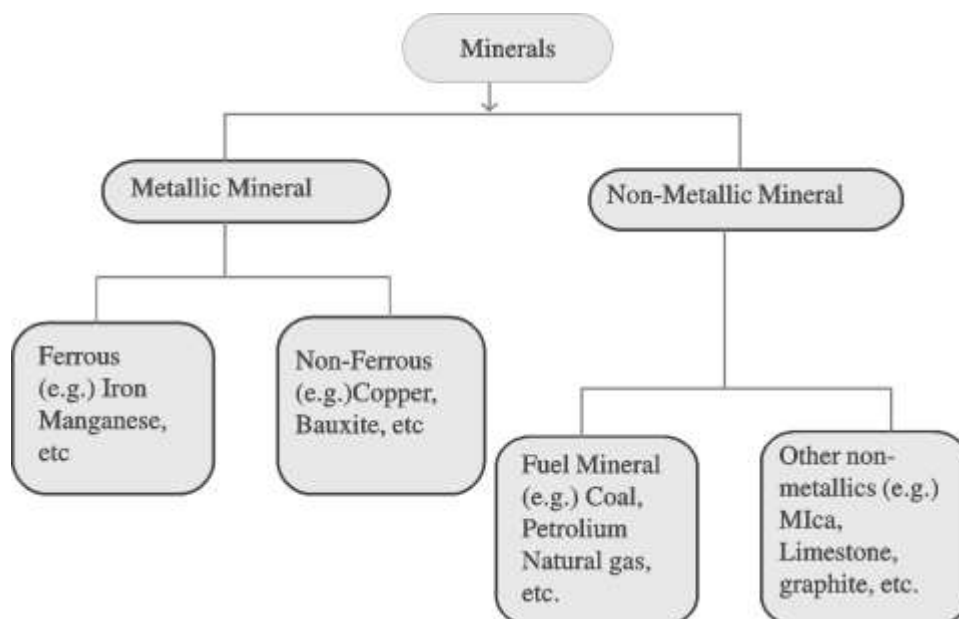 Minerals
Metallic Mineral
Non-Metallic Mineral
Ferrous
(e.g.) Iron
Manganese,
etc
Non-Ferrous
(e.g.)Copper,
Bauxite, etc
Fuel Mineral
(e.g.) Coal,
Petrolium
Natural gas,
etc.
Other non-
metallics (e.g.)
MIca,
Limestone,
graphite, etc.